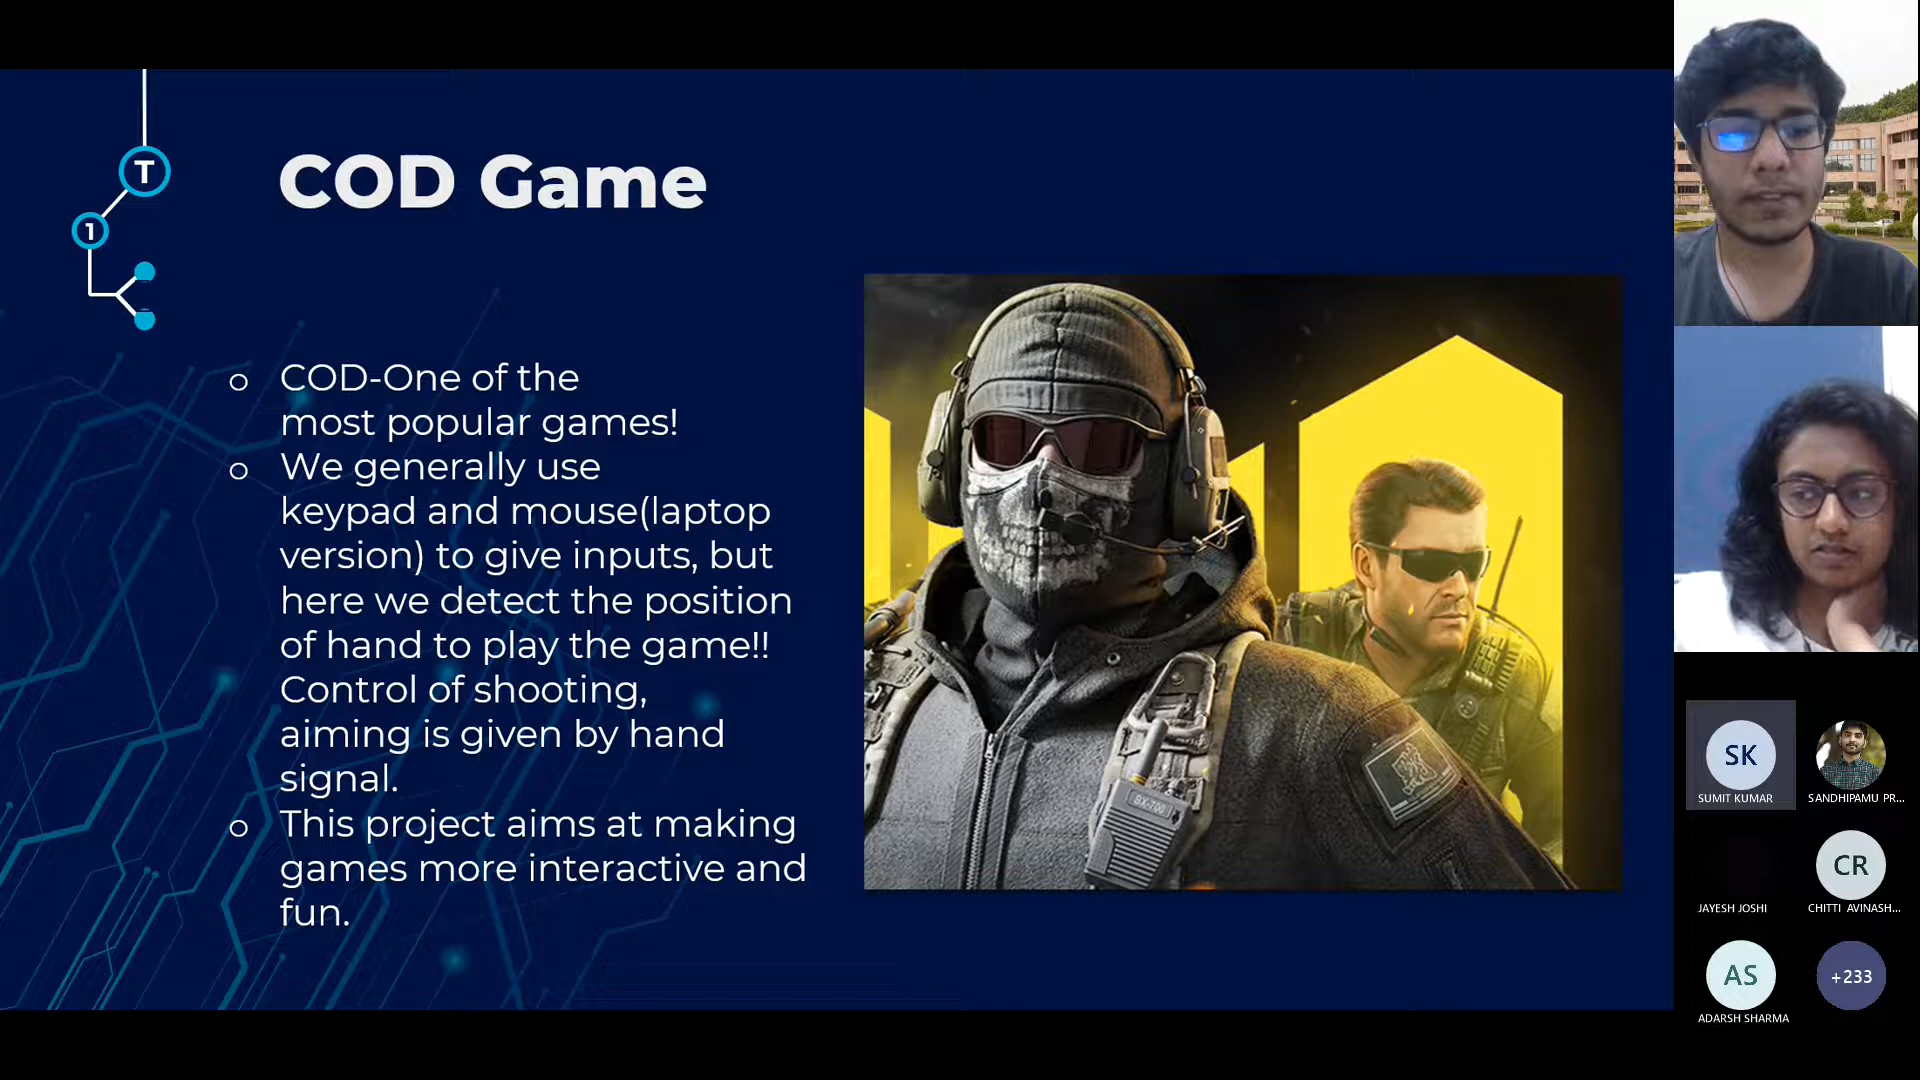 T
1
COD Game
COD-One of the
most popular games!
We generally use
keypad and mouse(laptop
version) to give inputs, but
here we detect the position
of hand to play the game!!
Control of shooting,
aiming is given by hand
signal.
This project aims at making
games more interactive and
fun.
BX-700
SK
SUMIT KUMAR
SANDHIPAMU PR...
JAYESH JOSHI
CR
CHITTI AVINASH...
AS
ADARSH SHARMA
+233